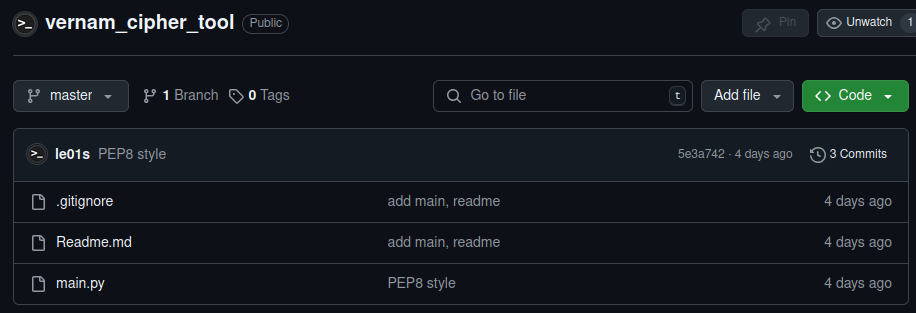 >_ vernam_cipher_tool Public Pin Unwatch 1
master 1 Branch 0 Tags Go to file t Add file Code
>_ le01s PEP8 style 5e3a742 · 4 days ago 3 Commits
.gitignore add main, readme 4 days ago
Readme.md add main, readme 4 days ago
main.py PEP8 style 4 days ago